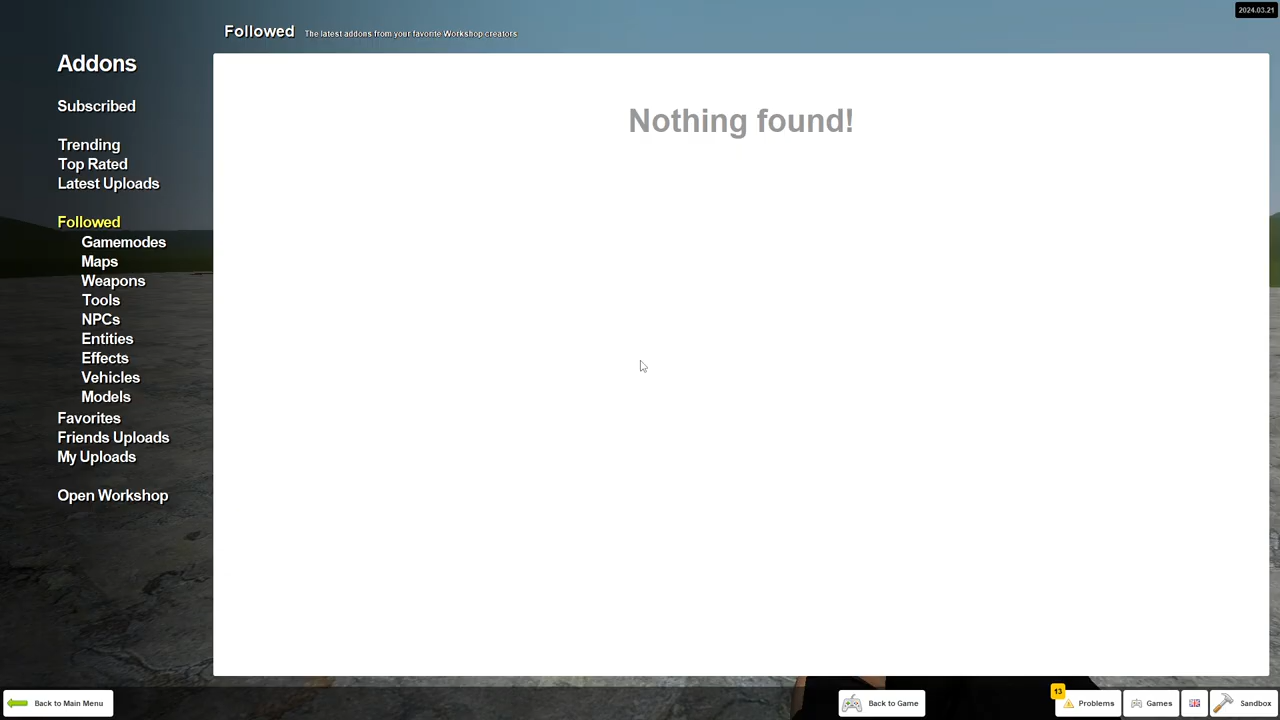 2024.03.21
Followed The latest addons from your favorite Workshop creators
Addons
Subscribed
Trending
Top Rated
Latest Uploads
Followed
Gamemodes
Maps
Weapons
Tools
NPCs
Entities
Effects
Vehicles
Models
Favorites
Friends Uploads
My Uploads
Open Workshop
Nothing found!
Back to Main Menu
Back to Game
13
Problems
Games
Sandbox